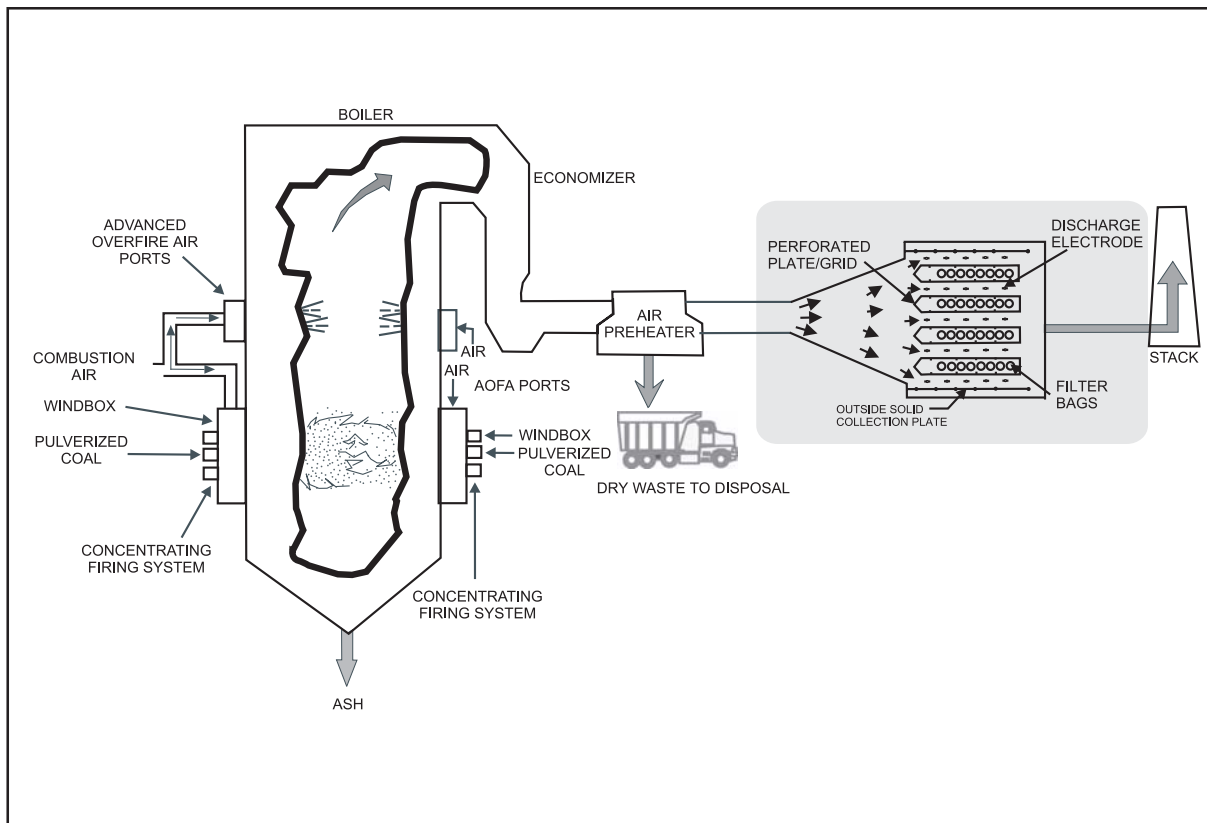 BOILER
ECONOMIZER
ADVANCED
OVERFIRE AIR
PORTS
COMBUSTION
AIR
WINDBOX
PULVERIZED
COAL
CONCENTRATING
FIRING SYSTEM
ASH
AIR
AIR
AOFA PORTS
WINDBOX
PULVERIZED
COAL
CONCENTRATING
FIRING SYSTEM
AIR
PREHEATER
DRY WASTE TO DISPOSAL
PERFORATED
PLATE/GRID
DISCHARGE
ELECTRODE
OUTSIDE SOLID
COLLECTION PLATE
FILTER
BAGS
STACK